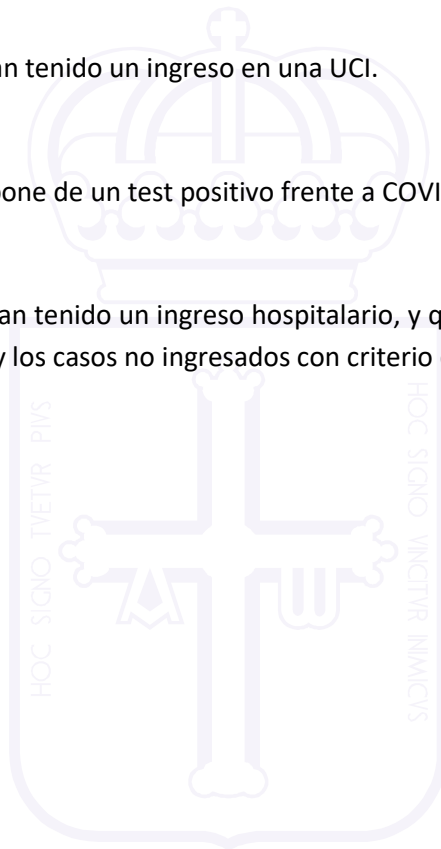 an tenido un ingreso en una UCI.
pone de un test positivo frente a COVI
an tenido un ingreso hospitalario, y q
y los casos no ingresados con criterio
HOC SIGNO TVETVR PIVS
HOC SIGNO VINCITVR INIMICVS